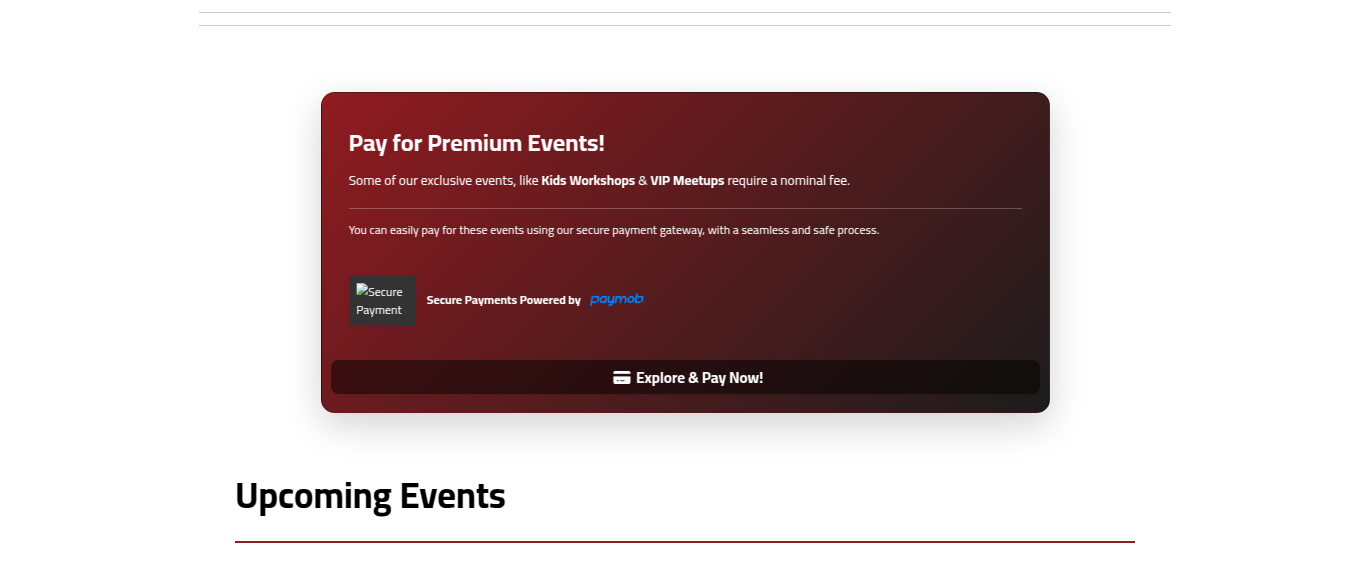 Pay for Premium Events!
Some of our exclusive events, like Kids Workshops & VIP Meetups require a nominal fee.
You can easily pay for these events using our secure payment gateway, with a seamless and safe process.
Secure
Payment
Secure Payments Powered by paymob
Explore & Pay Now!
Upcoming Events